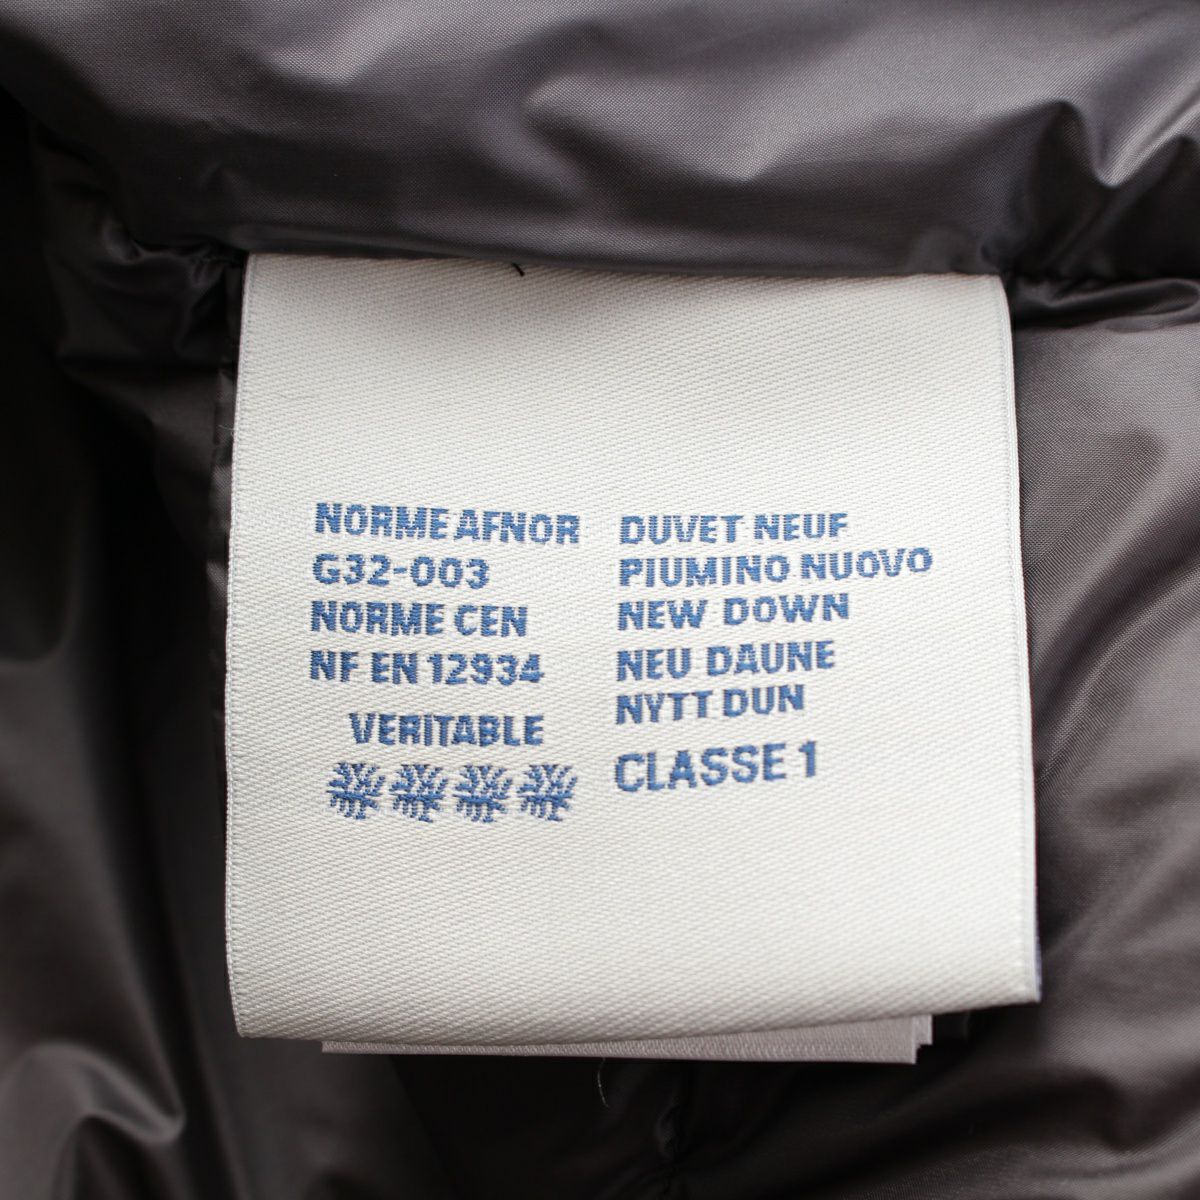 NORME AFNOR
G32-003
NORME CEN
NF EN 12934
VERITABLE
DUVET NEUF
PIUMINO NUOVO
NEW DOWN
NEU DAUNE
NYTT DUN
CLASSE 1